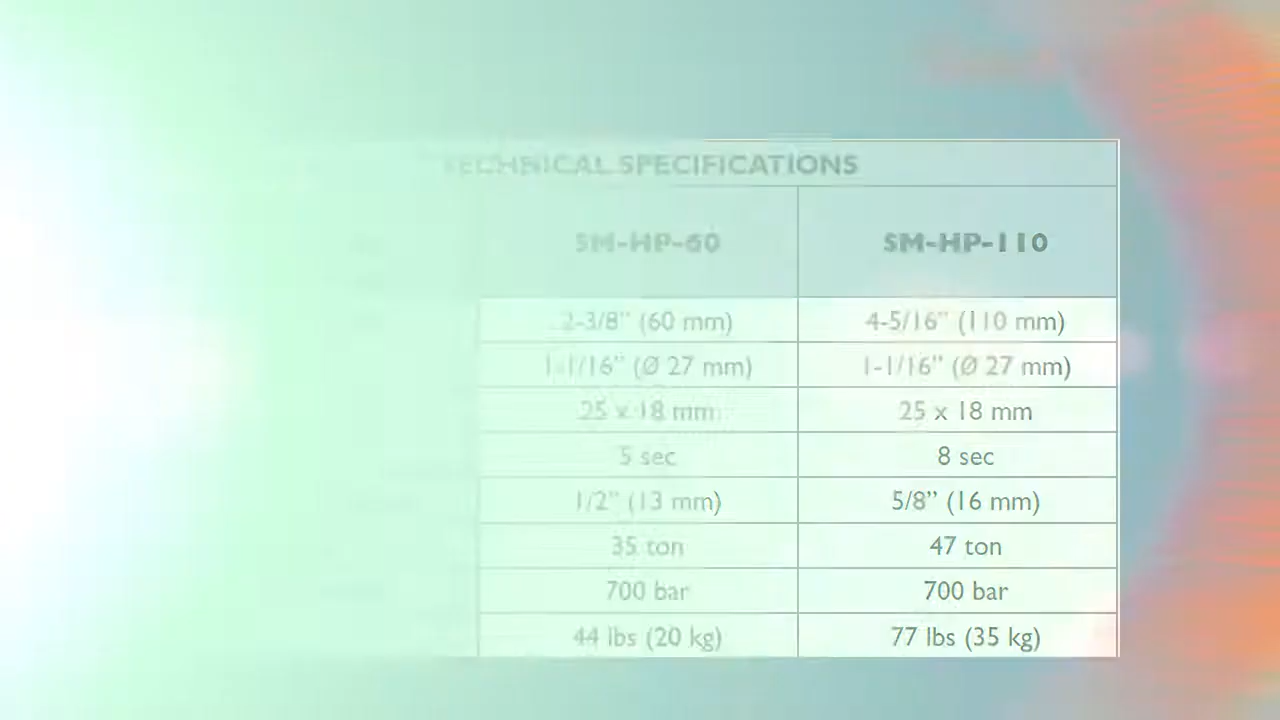 TECHNICAL SPECIFICATIONS
SM-HP-60 SM-HP-110
2-3/8” (60 mm) 4-5/16” (110 mm)
1-1/16” (Ø 27 mm) 1-1/16” (Ø 27 mm)
25 x 18 mm 25 x 18 mm
5 sec 8 sec
1/2” (13 mm) 5/8” (16 mm)
35 ton 47 ton
700 bar 700 bar
44 lbs (20 kg) 77 lbs (35 kg)